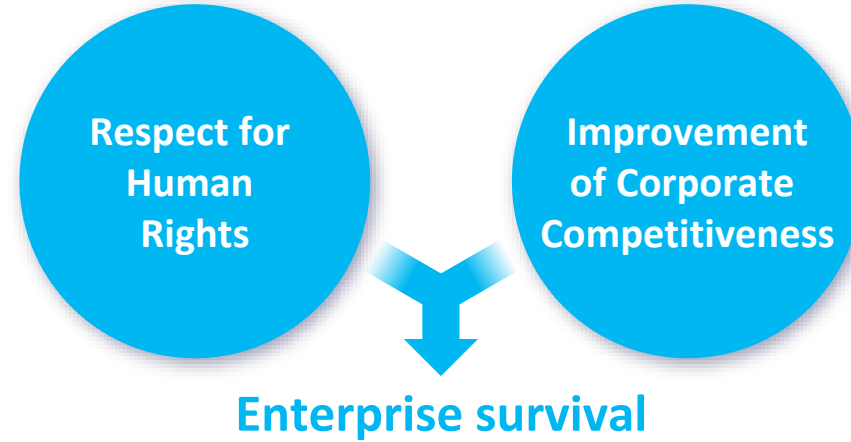 Respect for
Human
Rights
Improvement
of Corporate
Competitiveness
Enterprise survival